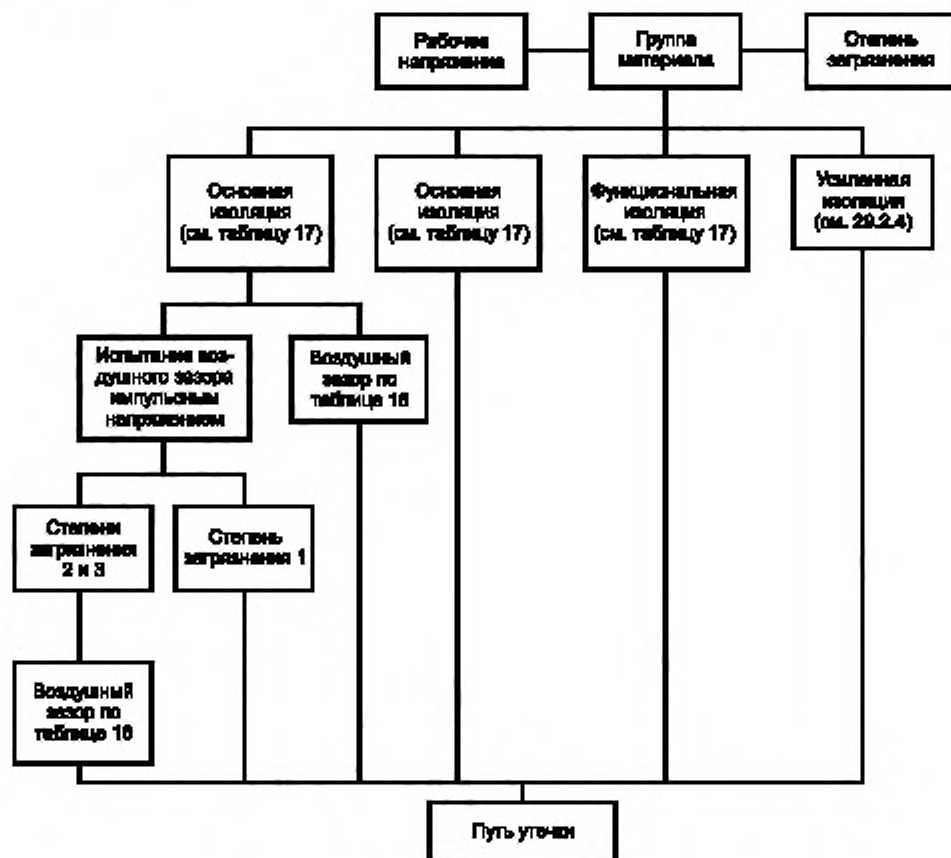 Рабочее
напряжение
Группа
материала
Степень
загрязнения
Основная
изоляция
(см. таблицу 17)
Основная
изоляция
(см. таблицу 17)
Функциональная
изоляция
(см. таблицу 17)
Усиленная
изоляция
(см. 29.2.4)
Испытание воз-
душного зазора
импульсным
напряжением
Воздушный
зазор по
таблице 16
Степени
загрязнения
2 и 3
Степень
загрязнения 1
Воздушный
зазор по
таблице 16
Путь утечки